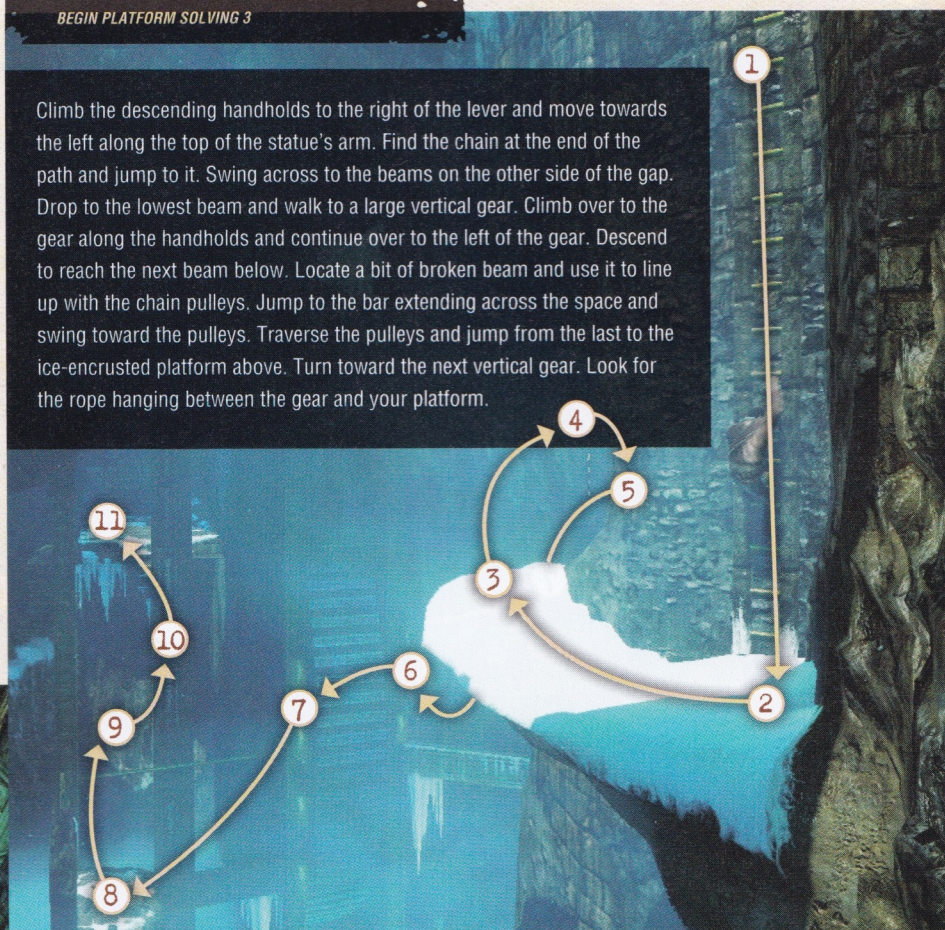 BEGIN PLATFORM SOLVING 3
1
Climb the descending handholds to the right of the lever and move towards
the left along the top of the statue's arm. Find the chain at the end of the
path and jump to it. Swing across to the beams on the other side of the gap.
Drop to the lowest beam and walk to a large vertical gear. Climb over to the
gear along the handholds and continue over to the left of the gear. Descend
to reach the next beam below. Locate a bit of broken beam and use it to line
up with the chain pulleys. Jump to the bar extending across the space and
swing toward the pulleys. Traverse the pulleys and jump from the last to the
ice-encrusted platform above. Turn toward the next vertical gear. Look for
the rope hanging between the gear and your platform.
4
5
11
3
10
6
2
7
9
8